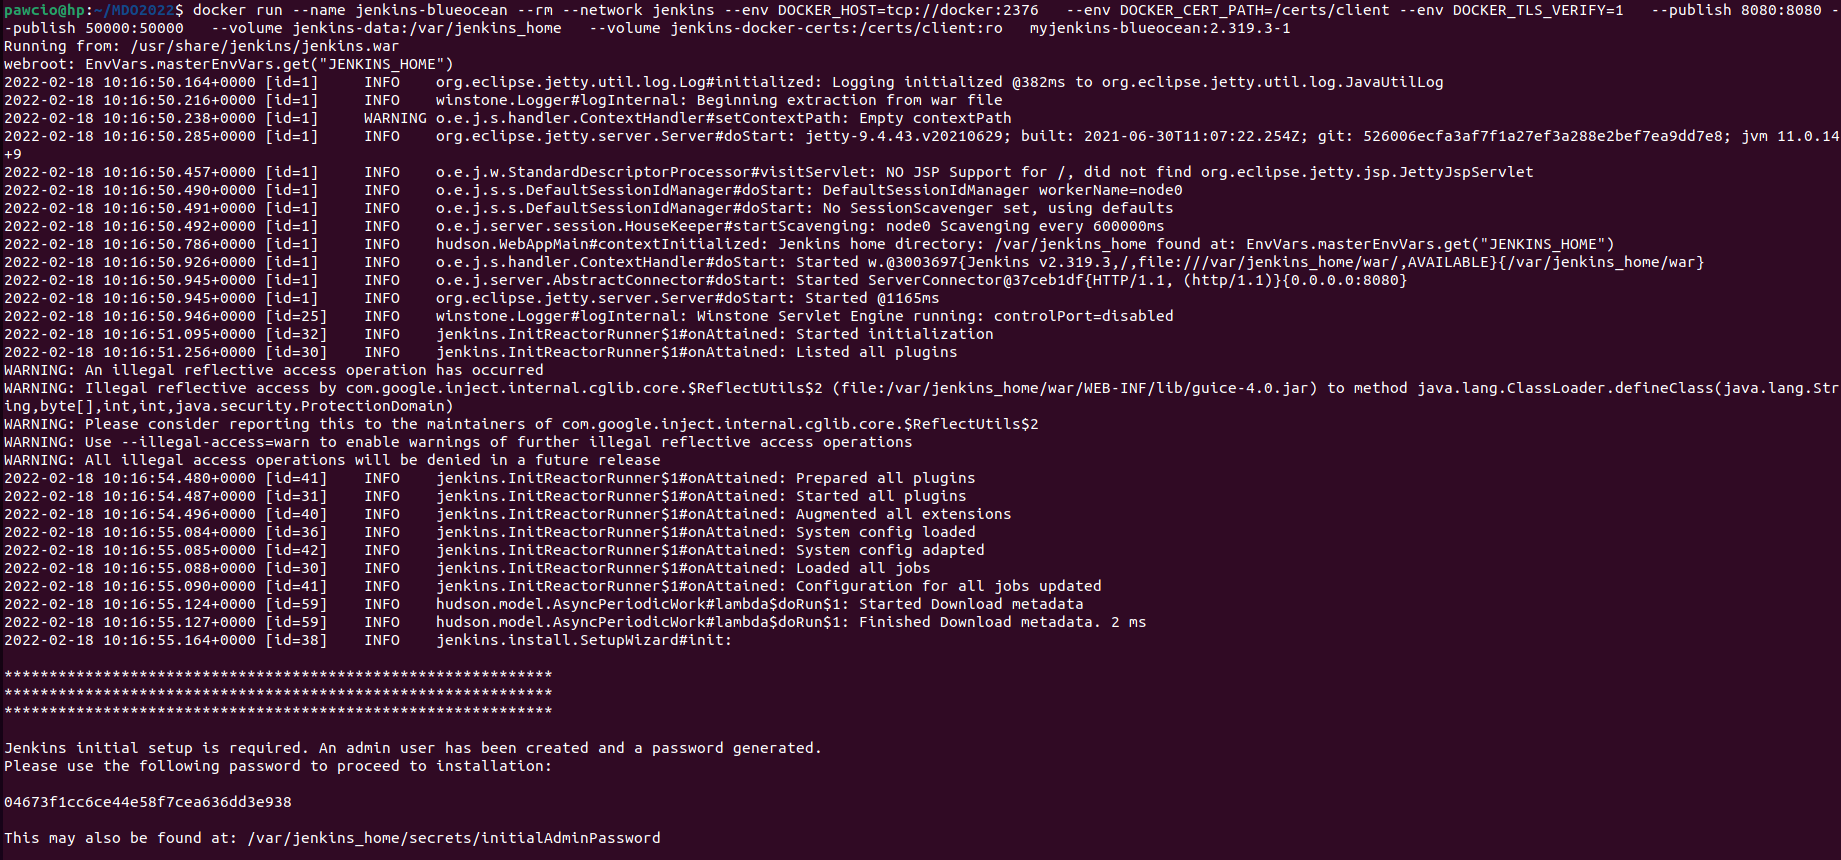 pawcio@hp:~/MDO2022$ docker run --name jenkins-blueocean --rm --network jenkins --env DOCKER_HOST=tcp://docker:2376   --env DOCKER_CERT_PATH=/certs/client --env DOCKER_TLS_VERIFY=1   --publish 8080:8080 -
-publish 50000:50000   --volume jenkins-data:/var/jenkins_home   --volume jenkins-docker-certs:/certs/client:ro   myjenkins-blueocean:2.319.3-1
Running from: /usr/share/jenkins/jenkins.war
webroot: EnvVars.masterEnvVars.get("JENKINS_HOME")
2022-02-18 10:16:50.164+0000 [id=1]     INFO    org.eclipse.jetty.util.log.Log#initialized: Logging initialized @382ms to org.eclipse.jetty.util.log.JavaUtilLog
2022-02-18 10:16:50.216+0000 [id=1]     INFO    winstone.Logger#logInternal: Beginning extraction from war file
2022-02-18 10:16:50.238+0000 [id=1]     WARNING o.e.j.s.handler.ContextHandler#setContextPath: Empty contextPath
2022-02-18 10:16:50.285+0000 [id=1]     INFO    org.eclipse.jetty.server.Server#doStart: jetty-9.4.43.v20210629; built: 2021-06-30T11:07:22.254Z; git: 526006ecfa3af7f1a27ef3a288e2bef7ea9dd7e8; jvm 11.0.14
+9
2022-02-18 10:16:50.457+0000 [id=1]     INFO    o.e.j.w.StandardDescriptorProcessor#visitServlet: NO JSP Support for /, did not find org.eclipse.jetty.jsp.JettyJspServlet
2022-02-18 10:16:50.490+0000 [id=1]     INFO    o.e.j.s.s.DefaultSessionIdManager#doStart: DefaultSessionIdManager workerName=node0
2022-02-18 10:16:50.491+0000 [id=1]     INFO    o.e.j.s.s.DefaultSessionIdManager#doStart: No SessionScavenger set, using defaults
2022-02-18 10:16:50.492+0000 [id=1]     INFO    o.e.j.server.session.HouseKeeper#startScavenging: node0 Scavenging every 600000ms
2022-02-18 10:16:50.786+0000 [id=1]     INFO    hudson.WebAppMain#contextInitialized: Jenkins home directory: /var/jenkins_home found at: EnvVars.masterEnvVars.get("JENKINS_HOME")
2022-02-18 10:16:50.926+0000 [id=1]     INFO    o.e.j.s.handler.ContextHandler#doStart: Started w.@3003697{Jenkins v2.319.3,/,file:///var/jenkins_home/war/,AVAILABLE}{/var/jenkins_home/war}
2022-02-18 10:16:50.945+0000 [id=1]     INFO    o.e.j.server.AbstractConnector#doStart: Started ServerConnector@37ceb1df{HTTP/1.1, (http/1.1)}{0.0.0.0:8080}
2022-02-18 10:16:50.945+0000 [id=1]     INFO    org.eclipse.jetty.server.Server#doStart: Started @1165ms
2022-02-18 10:16:50.946+0000 [id=25]    INFO    winstone.Logger#logInternal: Winstone Servlet Engine running: controlPort=disabled
2022-02-18 10:16:51.095+0000 [id=32]    INFO    jenkins.InitReactorRunner$1#onAttained: Started initialization
2022-02-18 10:16:51.256+0000 [id=30]    INFO    jenkins.InitReactorRunner$1#onAttained: Listed all plugins
WARNING: An illegal reflective access operation has occurred
WARNING: Illegal reflective access by com.google.inject.internal.cglib.core.$ReflectUtils$2 (file:/var/jenkins_home/war/WEB-INF/lib/guice-4.0.jar) to method java.lang.ClassLoader.defineClass(java.lang.Str
ing,byte[],int,int,java.security.ProtectionDomain)
WARNING: Please consider reporting this to the maintainers of com.google.inject.internal.cglib.core.$ReflectUtils$2
WARNING: Use --illegal-access=warn to enable warnings of further illegal reflective access operations
WARNING: All illegal access operations will be denied in a future release
2022-02-18 10:16:54.480+0000 [id=41]    INFO    jenkins.InitReactorRunner$1#onAttained: Prepared all plugins
2022-02-18 10:16:54.487+0000 [id=31]    INFO    jenkins.InitReactorRunner$1#onAttained: Started all plugins
2022-02-18 10:16:54.496+0000 [id=40]    INFO    jenkins.InitReactorRunner$1#onAttained: Augmented all extensions
2022-02-18 10:16:55.084+0000 [id=36]    INFO    jenkins.InitReactorRunner$1#onAttained: System config loaded
2022-02-18 10:16:55.085+0000 [id=42]    INFO    jenkins.InitReactorRunner$1#onAttained: System config adapted
2022-02-18 10:16:55.088+0000 [id=30]    INFO    jenkins.InitReactorRunner$1#onAttained: Loaded all jobs
2022-02-18 10:16:55.090+0000 [id=41]    INFO    jenkins.InitReactorRunner$1#onAttained: Configuration for all jobs updated
2022-02-18 10:16:55.124+0000 [id=59]    INFO    hudson.model.AsyncPeriodicWork#lambda$doRun$1: Started Download metadata
2022-02-18 10:16:55.127+0000 [id=59]    INFO    hudson.model.AsyncPeriodicWork#lambda$doRun$1: Finished Download metadata. 2 ms
2022-02-18 10:16:55.164+0000 [id=38]    INFO    jenkins.install.SetupWizard#init:
*************************************************************
*************************************************************
*************************************************************
Jenkins initial setup is required. An admin user has been created and a password generated.
Please use the following password to proceed to installation:
04673f1cc6ce44e58f7cea636dd3e938
This may also be found at: /var/jenkins_home/secrets/initialAdminPassword